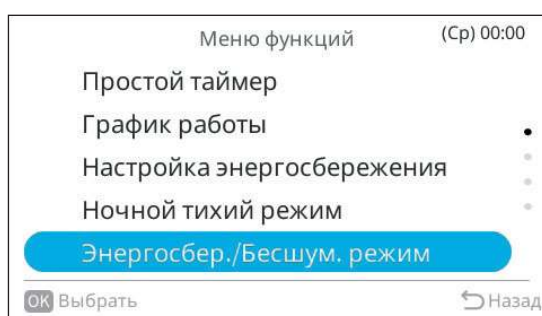 Меню функций (Ср) 00:00
Простой таймер
График работы
Настройка энергосбережения
Ночной тихий режим
Энергосбер./Бесшум. режим
OK Выбрать Назад